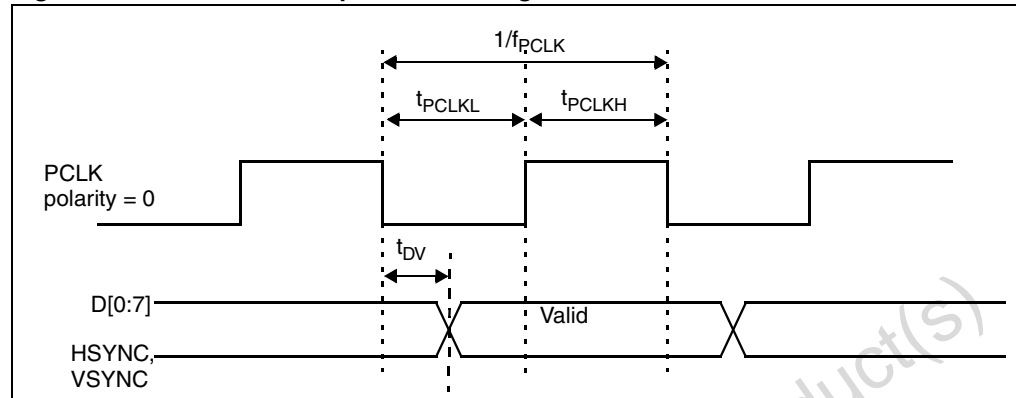 1/fPCLK
tPCLKL
tPCLKH
PCLK
polarity = 0
tDV
D[0:7]
Valid
HSYNC,
VSYNC